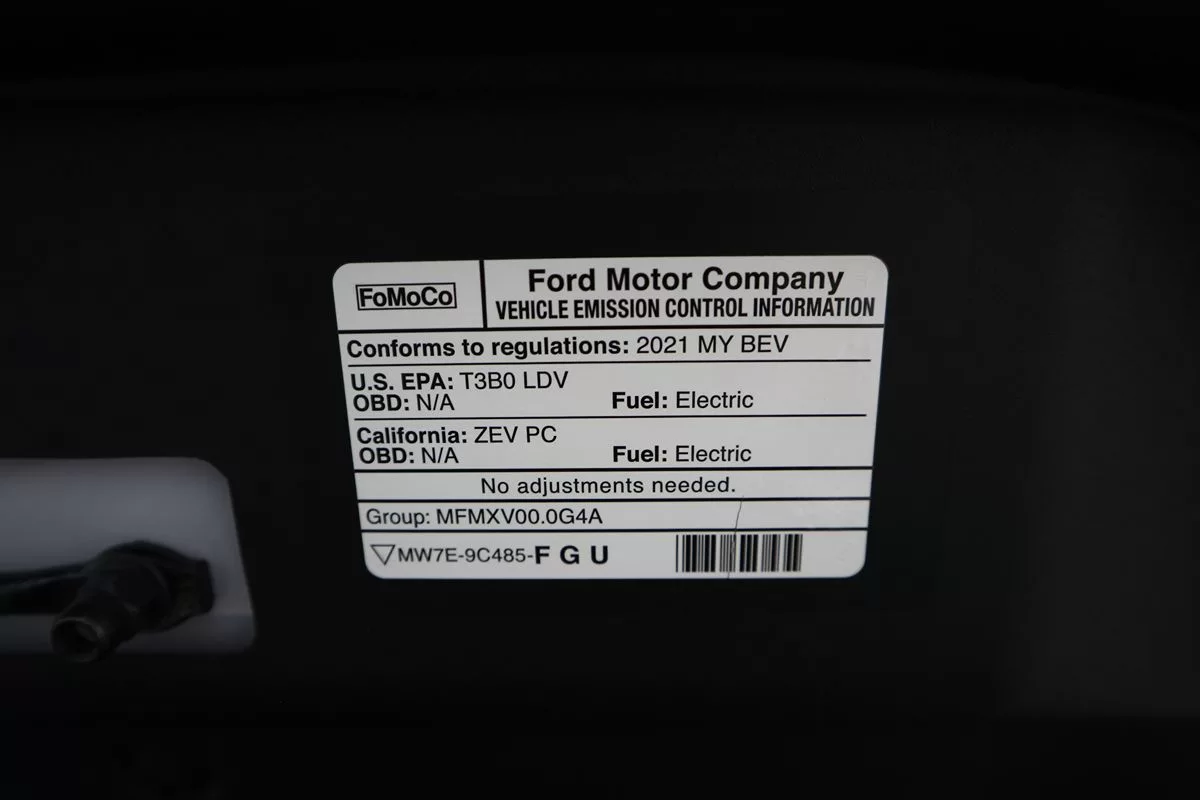 FoMoCo
Ford Motor Company
VEHICLE EMISSION CONTROL INFORMATION
Conforms to regulations: 2021 MY BEV
U.S. EPA: T3B0 LDV
OBD: N/A Fuel: Electric
California: ZEV PC
OBD: N/A Fuel: Electric
No adjustments needed.
Group: MFMXV00.0G4A
MW7E-9C485-F G U